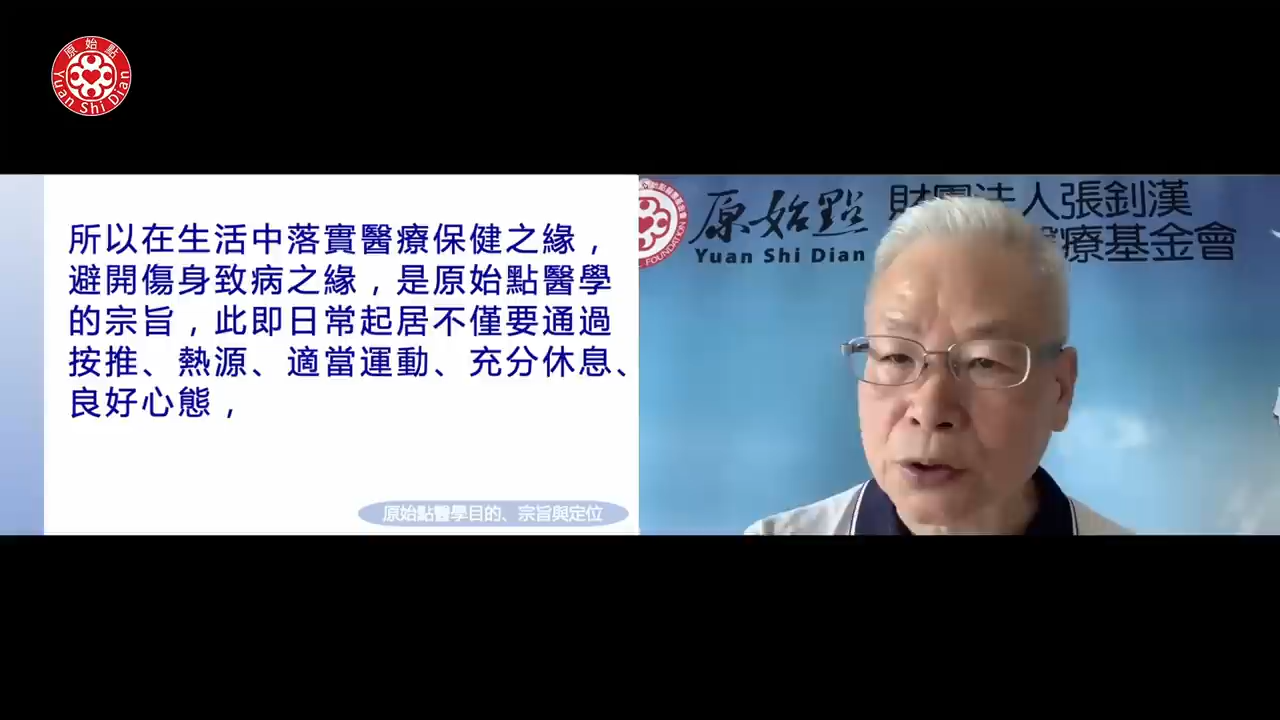 原始點
Yuan Shi Dian
所以在生活中落實醫療保健之緣，
避開傷身致病之緣，是原始點醫學
的宗旨，此即日常起居不僅要通過
按推、熱源、適當運動、充分休息、
良好心態，
原始點醫學目的、宗旨與定位
原始點
Yuan Shi Dian
財團法人張釗漢
醫療基金會